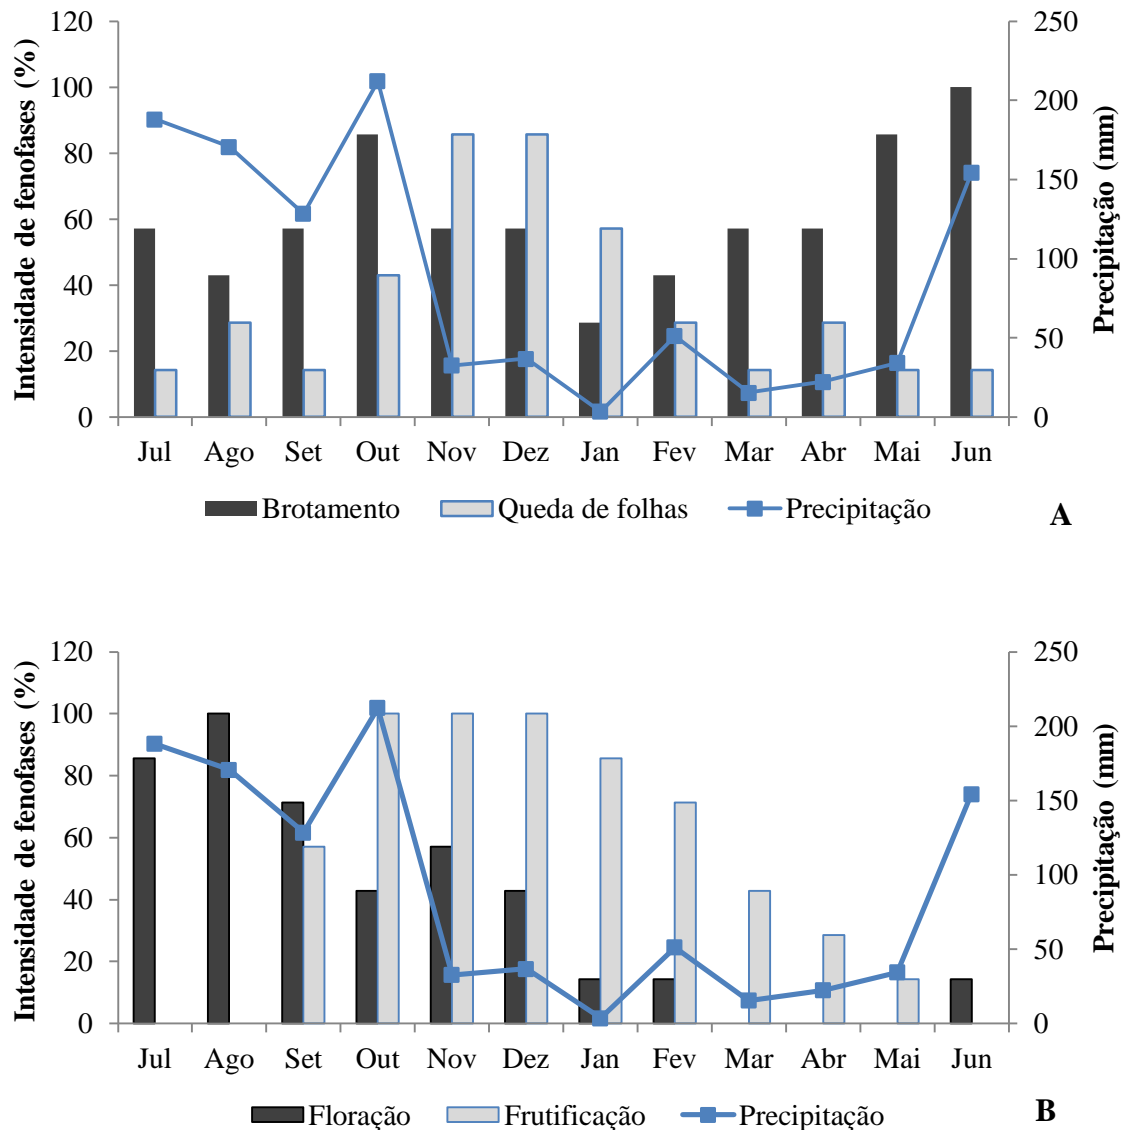 Intensidade de fenofases (%)
120
100
80
60
40
20
0
250
200
150
100
50
0
Precipitação (mm)
Jul Ago Set Out Nov Dez Jan Fev Mar Abr Mai Jun
Brotamento Queda de folhas Precipitação
A
Intensidade de fenofases (%)
120
100
80
60
40
20
0
250
200
150
100
50
0
Precipitação (mm)
Jul Ago Set Out Nov Dez Jan Fev Mar Abr Mai Jun
Floração Frutificação Precipitação
B